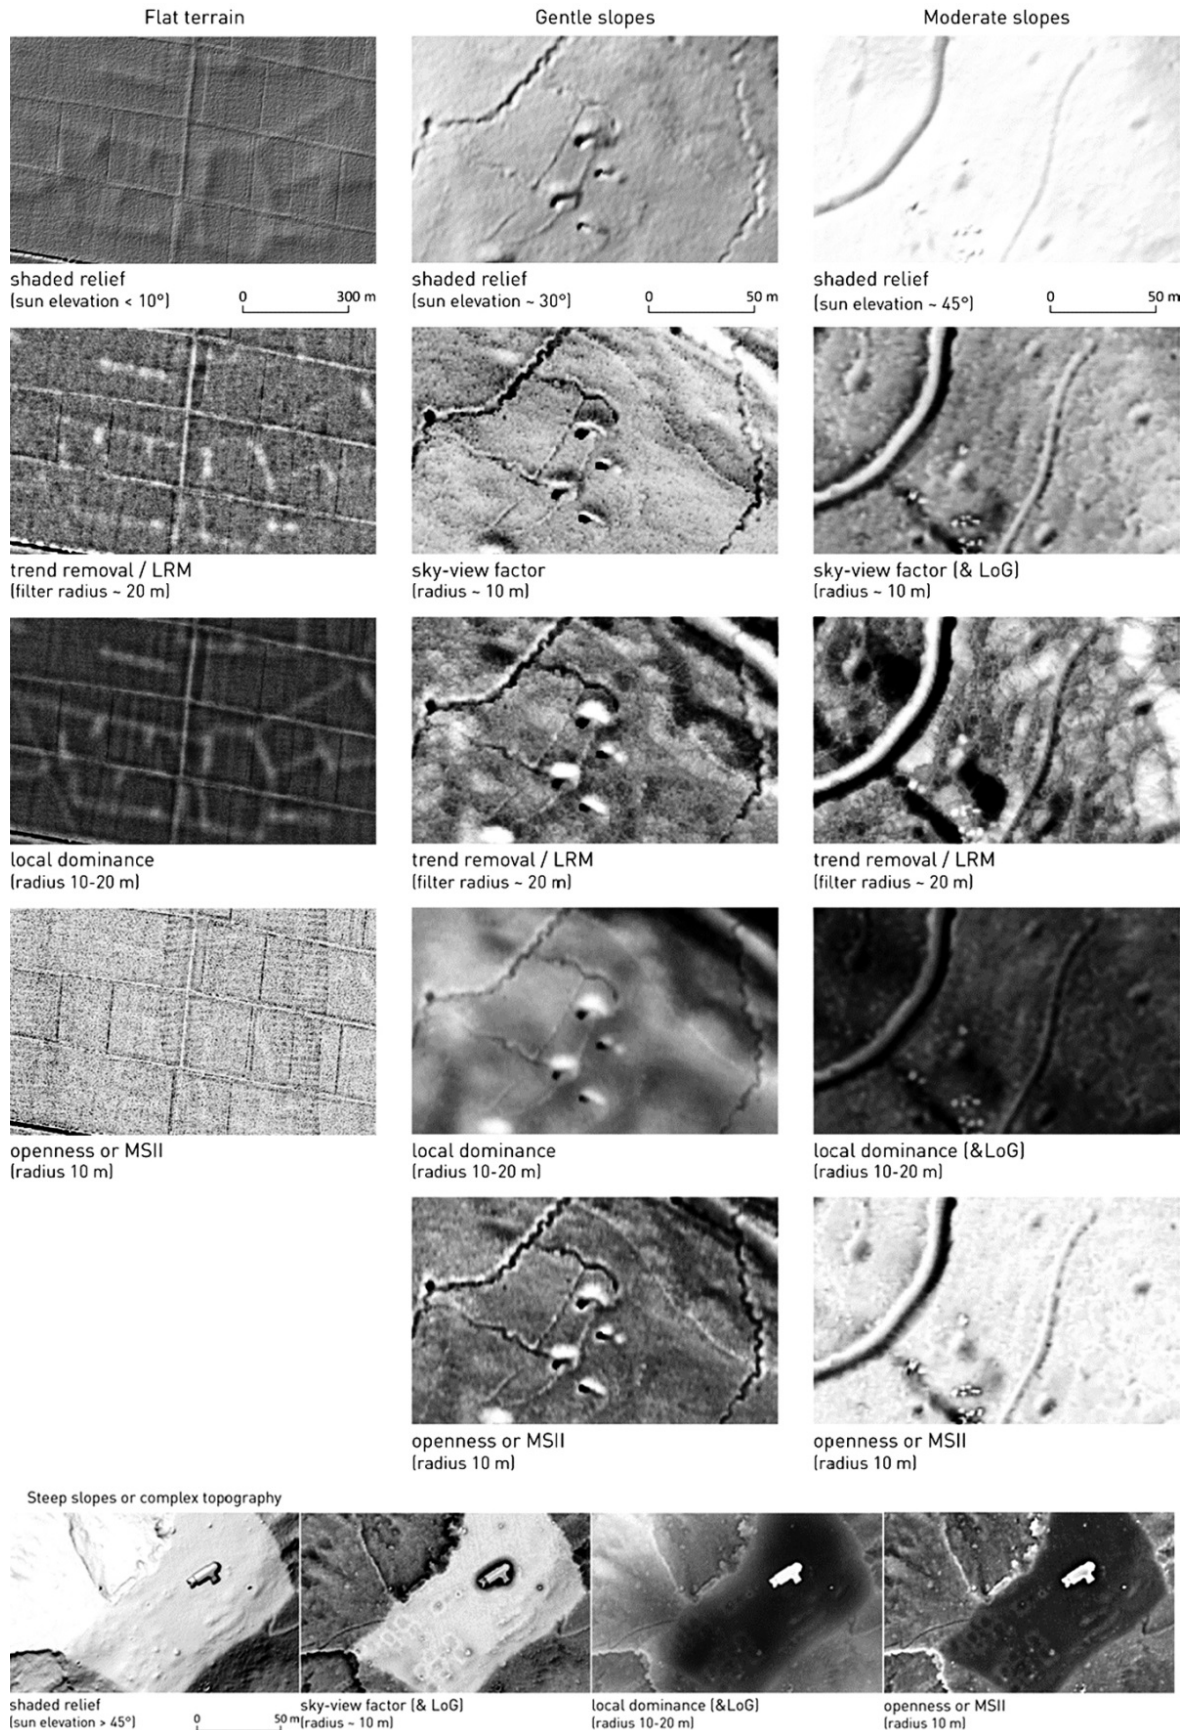 Flat terrain
Gentle slopes
Moderate slopes
shaded relief
(sun elevation < 10°)
0 300 m
shaded relief
(sun elevation ~ 30°)
0 50 m
shaded relief
(sun elevation ~ 45°)
0 50 m
trend removal / LRM
(filter radius ~ 20 m)
sky-view factor
(radius ~ 10 m)
sky-view factor (& LoG)
(radius ~ 10 m)
local dominance
(radius 10-20 m)
trend removal / LRM
(filter radius ~ 20 m)
trend removal / LRM
(filter radius ~ 20 m)
openness or MSII
(radius 10 m)
local dominance
(radius 10-20 m)
local dominance (&LoG)
(radius 10-20 m)
openness or MSII
(radius 10 m)
openness or MSII
(radius 10 m)
Steep slopes or complex topography
shaded relief
(sun elevation > 45°)
0 50 m
sky-view factor (& LoG)
(radius ~ 10 m)
local dominance (&LoG)
(radius 10-20 m)
openness or MSII
(radius 10 m)